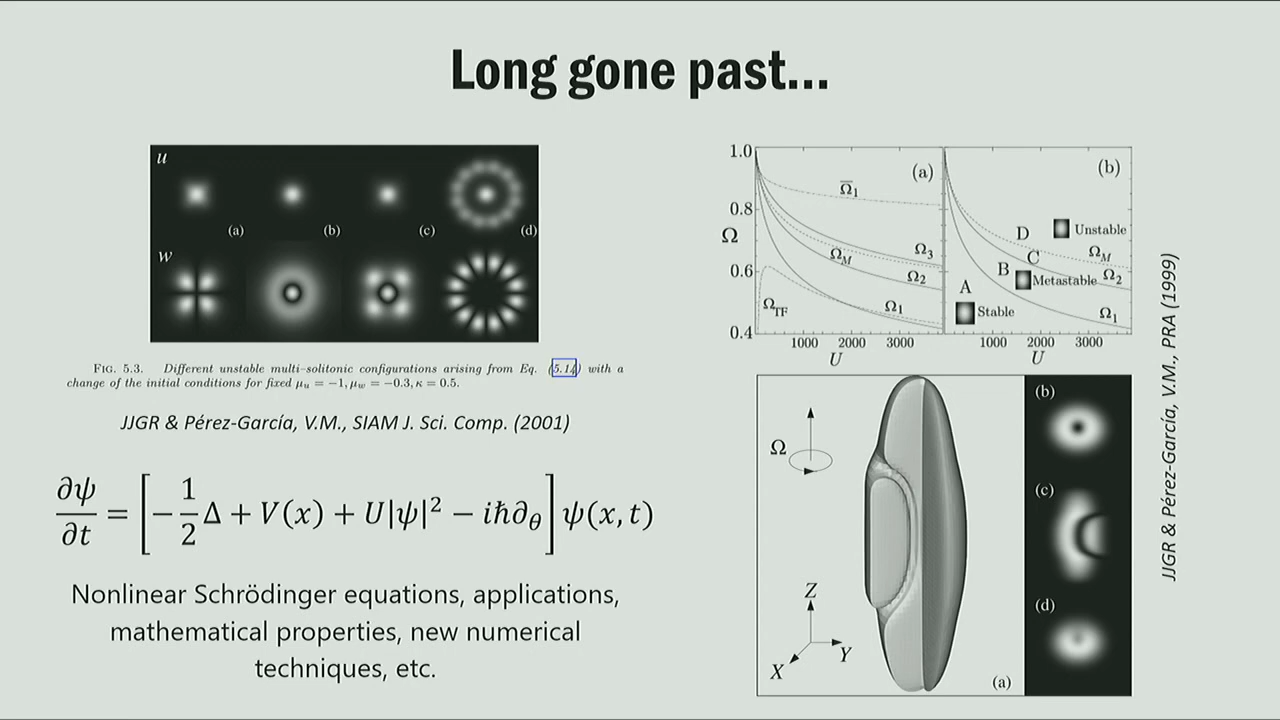 Long gone past...
u
(a) (b) (c) (d)
w
FIG. 5.3. Different unstable multi–solitonic configurations arising from Eq. (5.14) with a
change of the initial conditions for fixed μu = −1, μw = −0.3, κ = 0.5.
JJGR & Pérez-García, V.M., SIAM J. Sci. Comp. (2001)
∂ψ/∂t = [−1/2 Δ + V(x) + U|ψ|² − iħ∂θ] ψ(x, t)
Nonlinear Schrödinger equations, applications,
mathematical properties, new numerical
techniques, etc.
1.0
0.8
Ω
0.6
0.4
(a)
Ω̅1
Ω3
ΩM
Ω2
ΩTF
Ω1
1000 2000 3000
U
(b)
D
Unstable
C
ΩM
B
Metastable
Ω2
A
Stable
Ω1
1000 2000 3000
U
Ω
Z
Y
X
(a)
(b)
(c)
(d)
JJGR & Pérez-García, V.M., PRA (1999)